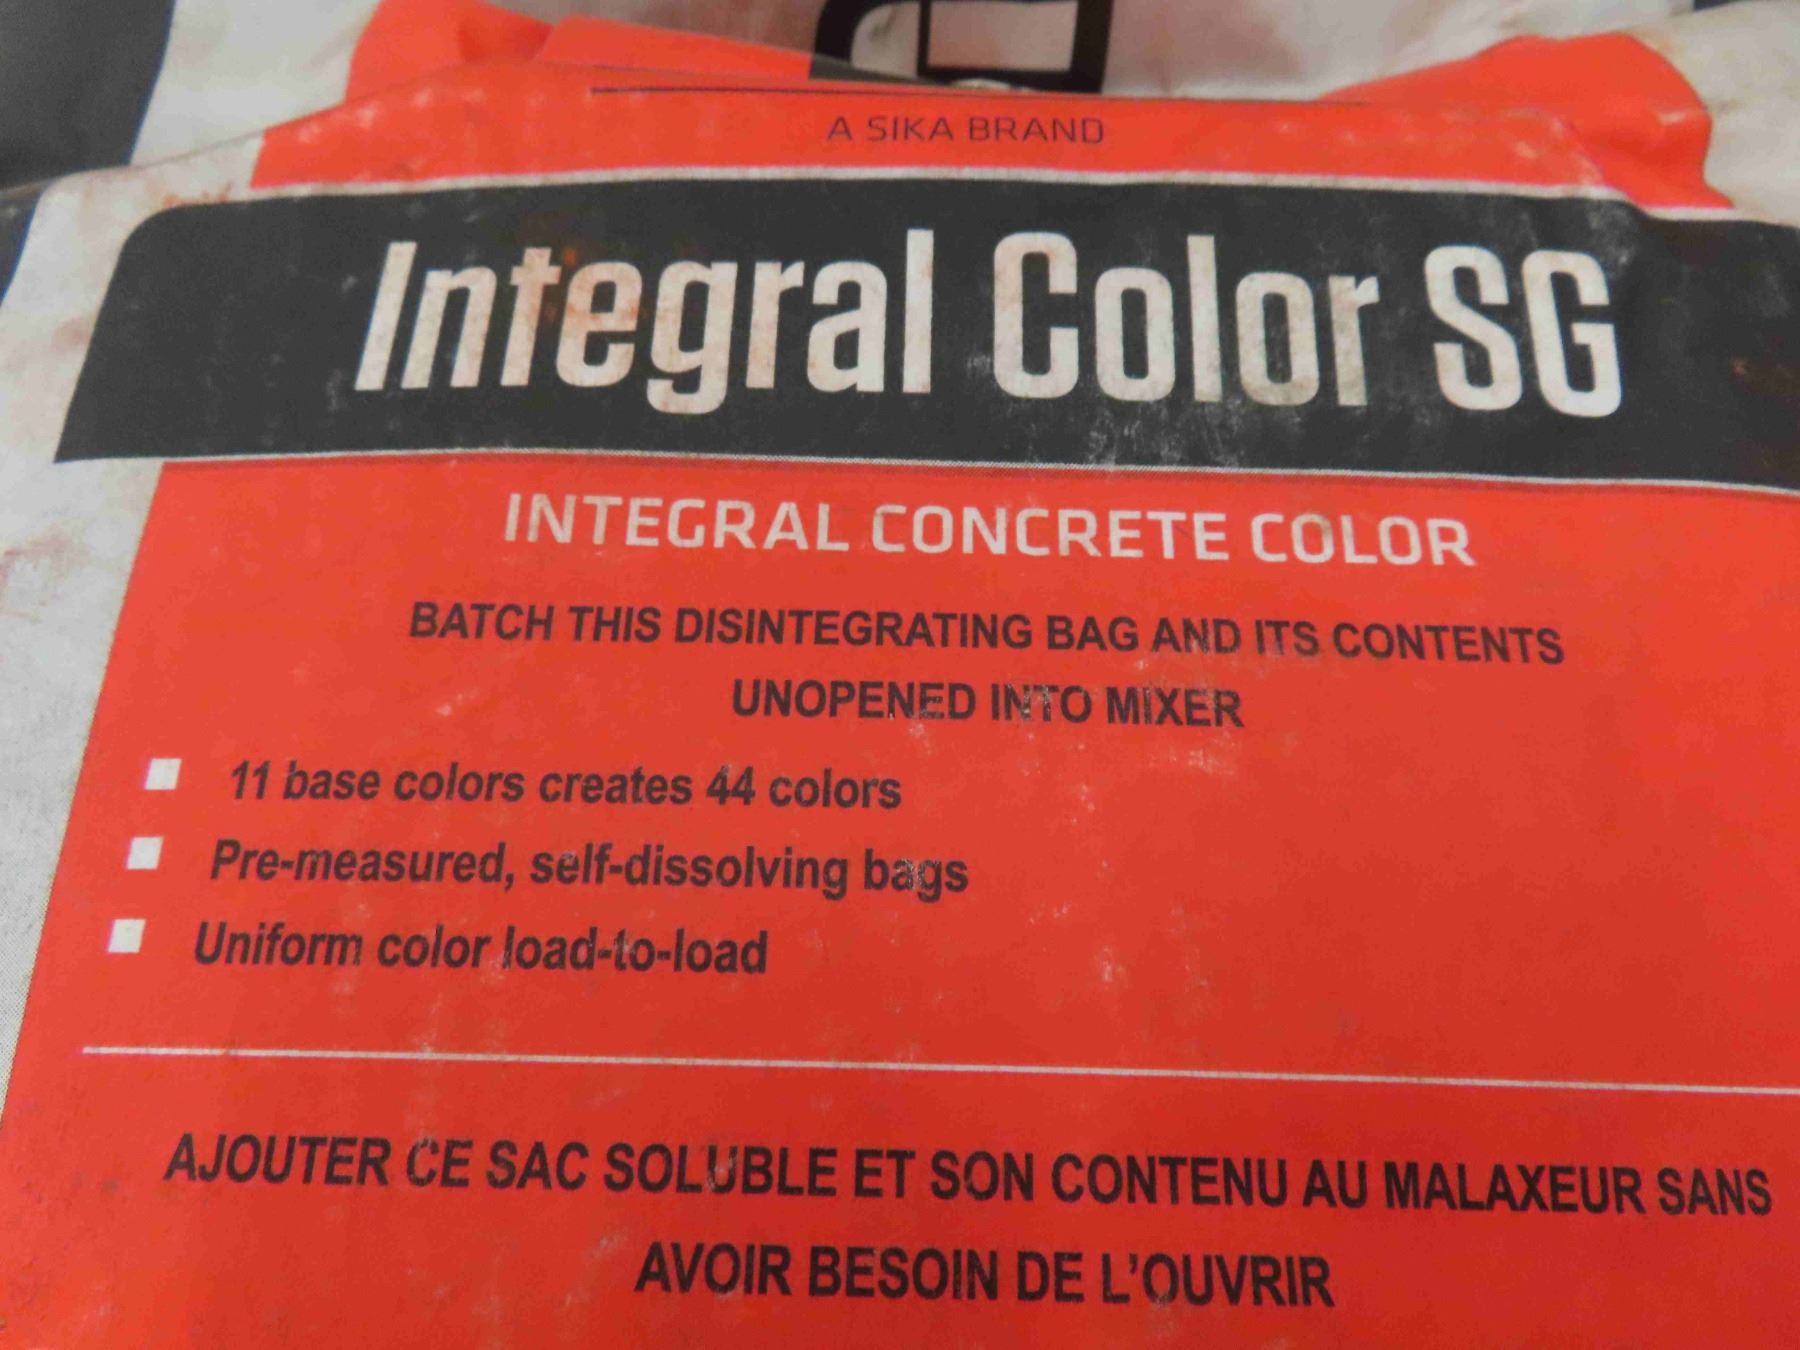 A SIKA BRAND
Integral Color SG
INTEGRAL CONCRETE COLOR
BATCH THIS DISINTEGRATING BAG AND ITS CONTENTS
UNOPENED INTO MIXER
11 base colors creates 44 colors
Pre-measured, self-dissolving bags
Uniform color load-to-load
AJOUTER CE SAC SOLUBLE ET SON CONTENU AU MALAXEUR SANS
AVOIR BESOIN DE L'OUVRIR